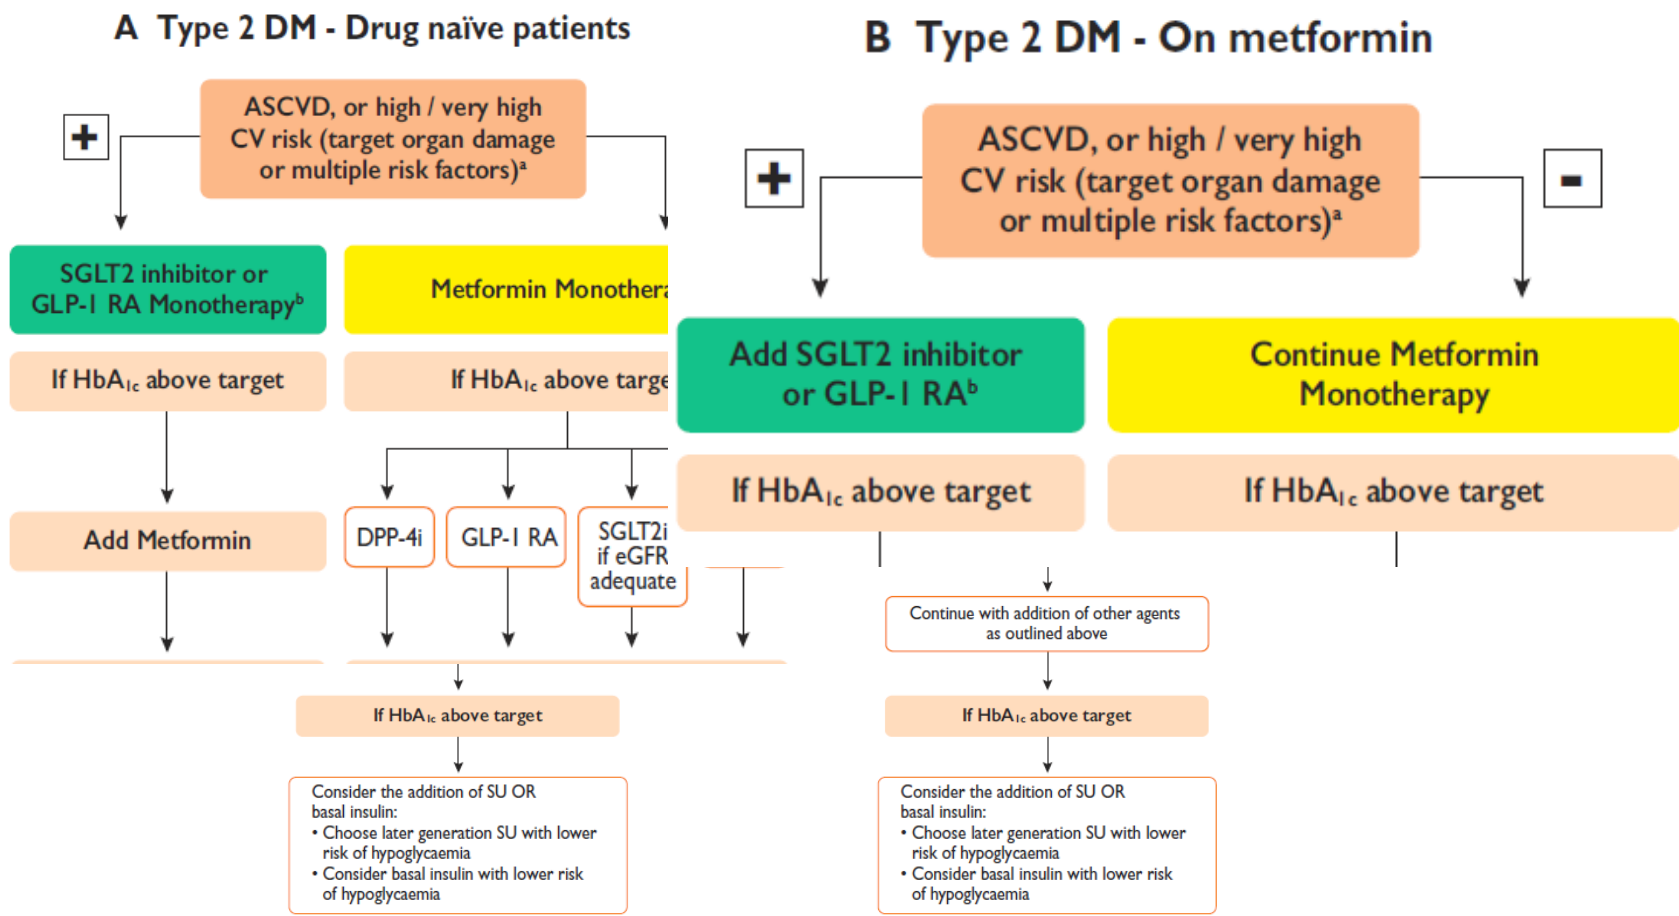 A Type 2 DM - Drug naïve patients
+
ASCVD, or high / very high
CV risk (target organ damage
or multiple risk factors)ᵃ
SGLT2 inhibitor or
GLP-1 RA Monotherapyᵇ
Metformin Monothera
If HbA₁c above target
If HbA₁c above targe
Add Metformin
DPP-4i
GLP-1 RA
SGLT2i
if eGFR
adequate
B Type 2 DM - On metformin
+
ASCVD, or high / very high
CV risk (target organ damage
or multiple risk factors)ᵃ
-
Add SGLT2 inhibitor
or GLP-1 RAᵇ
Continue Metformin
Monotherapy
If HbA₁c above target
If HbA₁c above target
Continue with addition of other agents
as outlined above
If HbA₁c above target
If HbA₁c above target
Consider the addition of SU OR
basal insulin:
• Choose later generation SU with lower
risk of hypoglycaemia
• Consider basal insulin with lower risk
of hypoglycaemia
Consider the addition of SU OR
basal insulin:
• Choose later generation SU with lower
risk of hypoglycaemia
• Consider basal insulin with lower risk
of hypoglycaemia